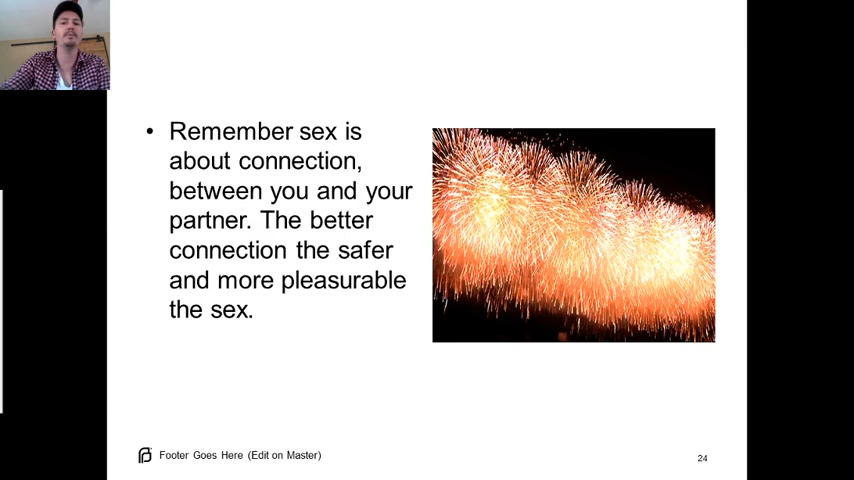 • Remember sex is
about connection,
between you and your
partner. The better
connection the safer
and more pleasurable
the sex.
Footer Goes Here (Edit on Master)
24